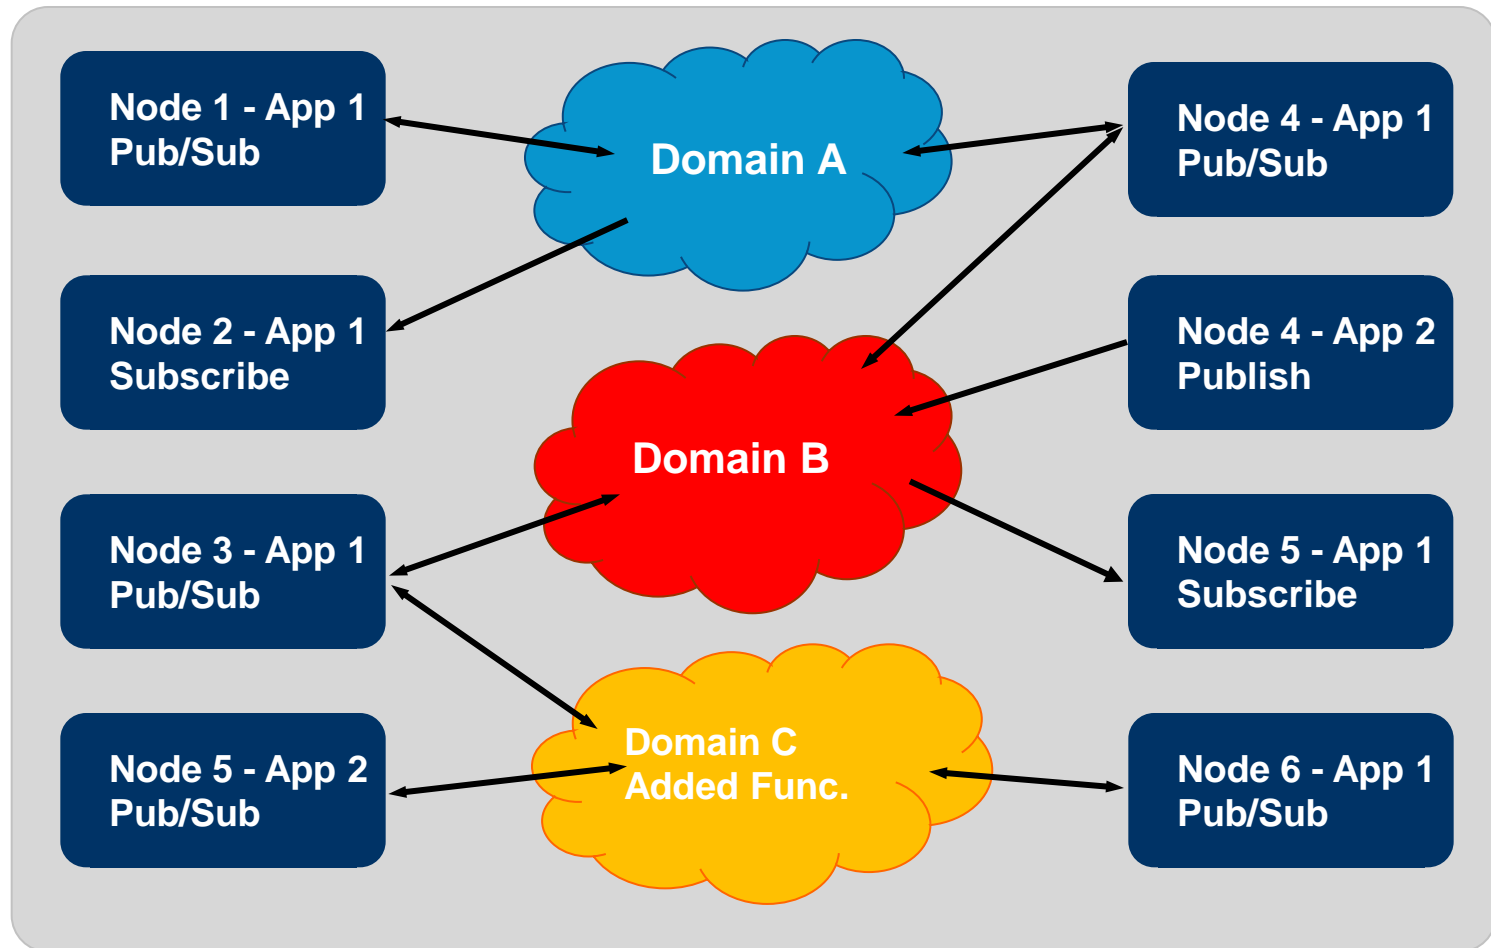 Node 1 - App 1
Pub/Sub
Node 2 - App 1
Subscribe
Node 3 - App 1
Pub/Sub
Node 5 - App 2
Pub/Sub
Domain A
Domain B
Domain C
Added Func.
Node 4 - App 1
Pub/Sub
Node 4 - App 2
Publish
Node 5 - App 1
Subscribe
Node 6 - App 1
Pub/Sub